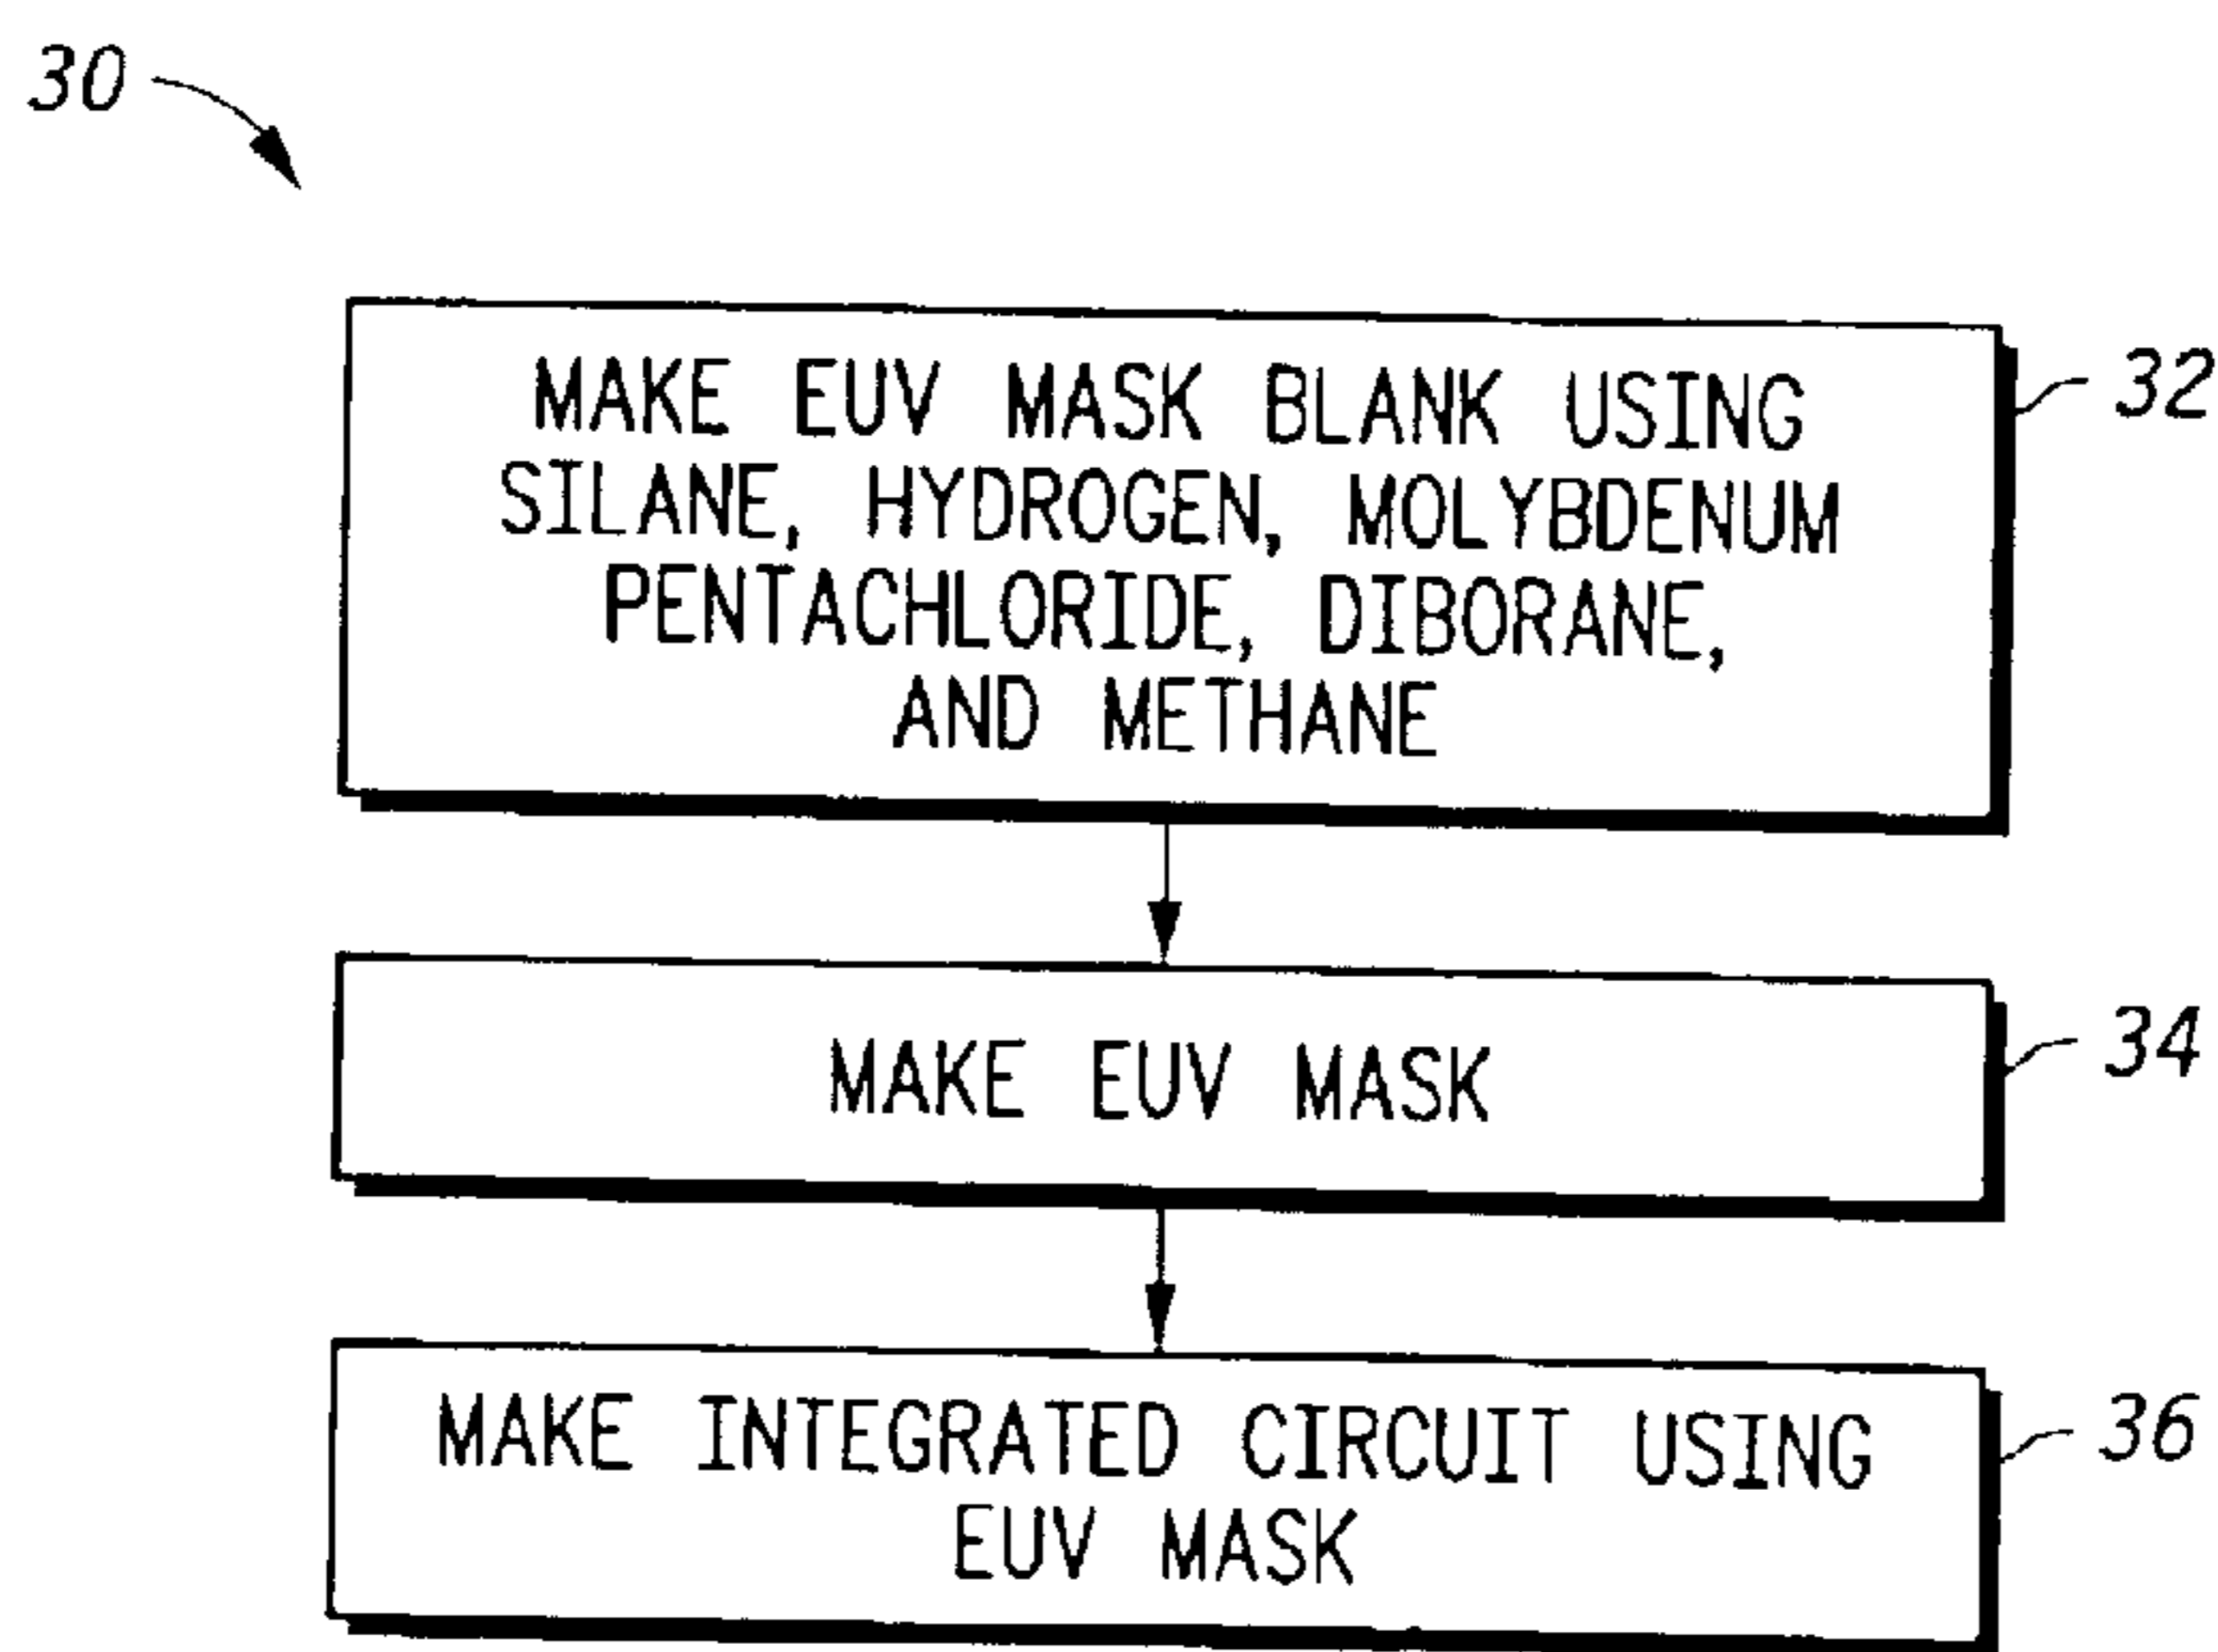 30
MAKE EUV MASK BLANK USING
SILANE, HYDROGEN, MOLYBDENUM
PENTACHLORIDE, DIBORANE,
AND METHANE
32
MAKE EUV MASK
34
MAKE INTEGRATED CIRCUIT USING
EUV MASK
36